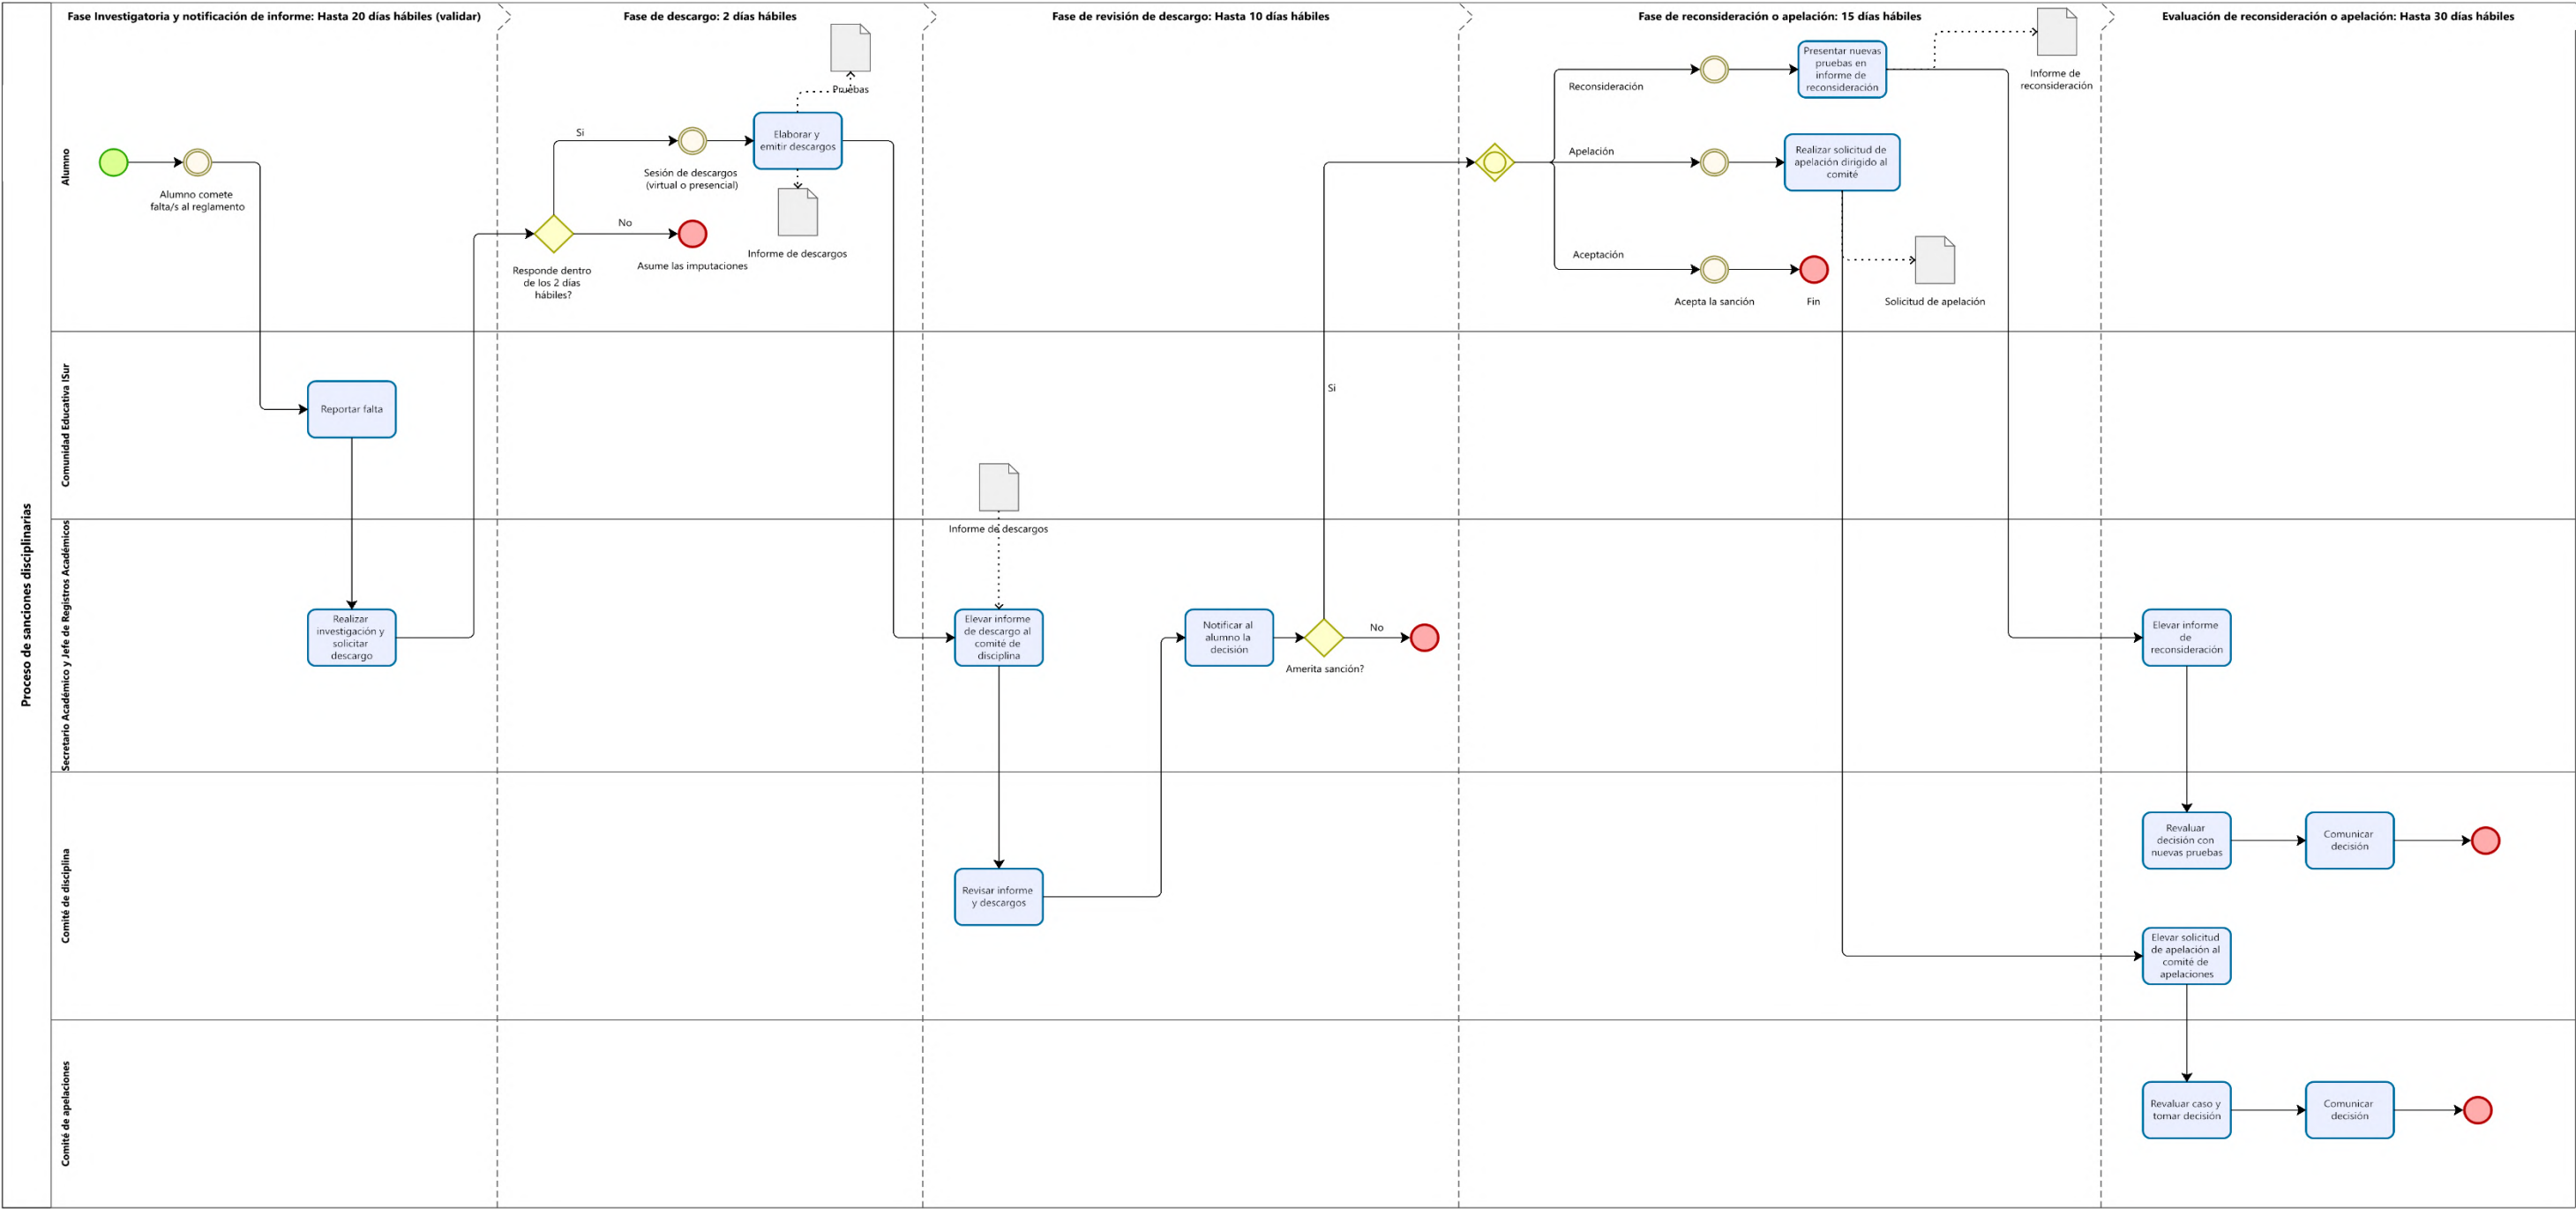 Proceso de sanciones disciplinarias
Fase Investigatoria y notificación de informe: Hasta 20 días hábiles (validar)
Fase de descargo: 2 días hábiles
Fase de revisión de descargo: Hasta 10 días hábiles
Fase de reconsideración o apelación: 15 días hábiles
Evaluación de reconsideración o apelación: Hasta 30 días hábiles
Alumno
Alumno comete
falta/s al reglamento
Responde dentro
de los 2 días
hábiles?
Si
No
Sesión de descargos
(virtual o presencial)
Asume las imputaciones
Pruebas
Elaborar y
emitir descargos
Informe de descargos
Reconsideración
Apelación
Aceptación
Presentar nuevas
pruebas en
informe de
reconsideración
Informe de
reconsideración
Realizar solicitud de
apelación dirigido al
comité
Solicitud de apelación
Acepta la sanción
Fin
Comunidad Educativa ISur
Reportar falta
Si
Informe de descargos
Secretario Académico y Jefe de Registros Académicos
Realizar
investigación y
solicitar
descargo
Elevar informe
de descargo al
comité de
disciplina
Notificar al
alumno la
decisión
Amerita sanción?
No
Elevar informe
de
reconsideración
Comité de disciplina
Revisar informe
y descargos
Revaluar
decisión con
nuevas pruebas
Comunicar
decisión
Elevar solicitud
de apelación al
comité de
apelaciones
Comité de apelaciones
Revaluar caso y
tomar decisión
Comunicar
decisión